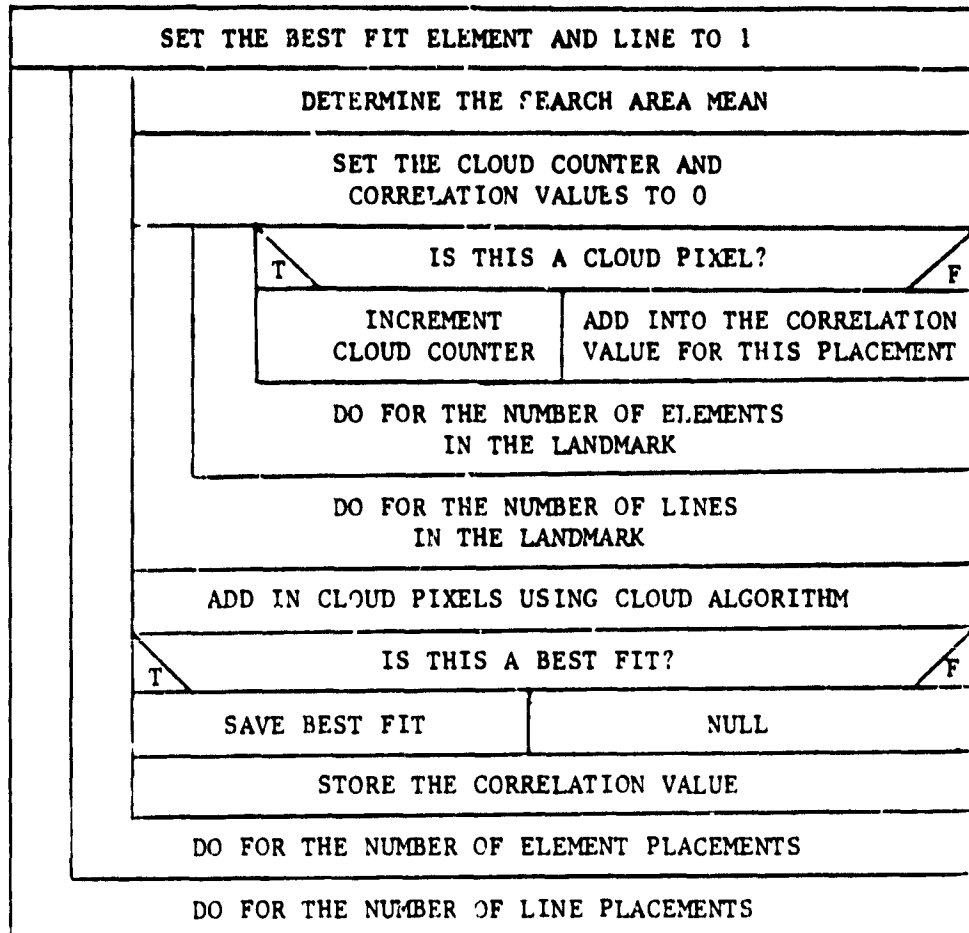 SET THE BEST FIT ELEMENT AND LINE TO 1
DETERMINE THE SEARCH AREA MEAN
SET THE CLOUD COUNTER AND
CORRELATION VALUES TO 0
IS THIS A CLOUD PIXEL?
T
F
INCREMENT
CLOUD COUNTER
ADD INTO THE CORRELATION
VALUE FOR THIS PLACEMENT
DO FOR THE NUMBER OF ELEMENTS
IN THE LANDMARK
DO FOR THE NUMBER OF LINES
IN THE LANDMARK
ADD IN CLOUD PIXELS USING CLOUD ALGORITHM
IS THIS A BEST FIT?
T
F
SAVE BEST FIT
NULL
STORE THE CORRELATION VALUE
DO FOR THE NUMBER OF ELEMENT PLACEMENTS
DO FOR THE NUMBER OF LINE PLACEMENTS